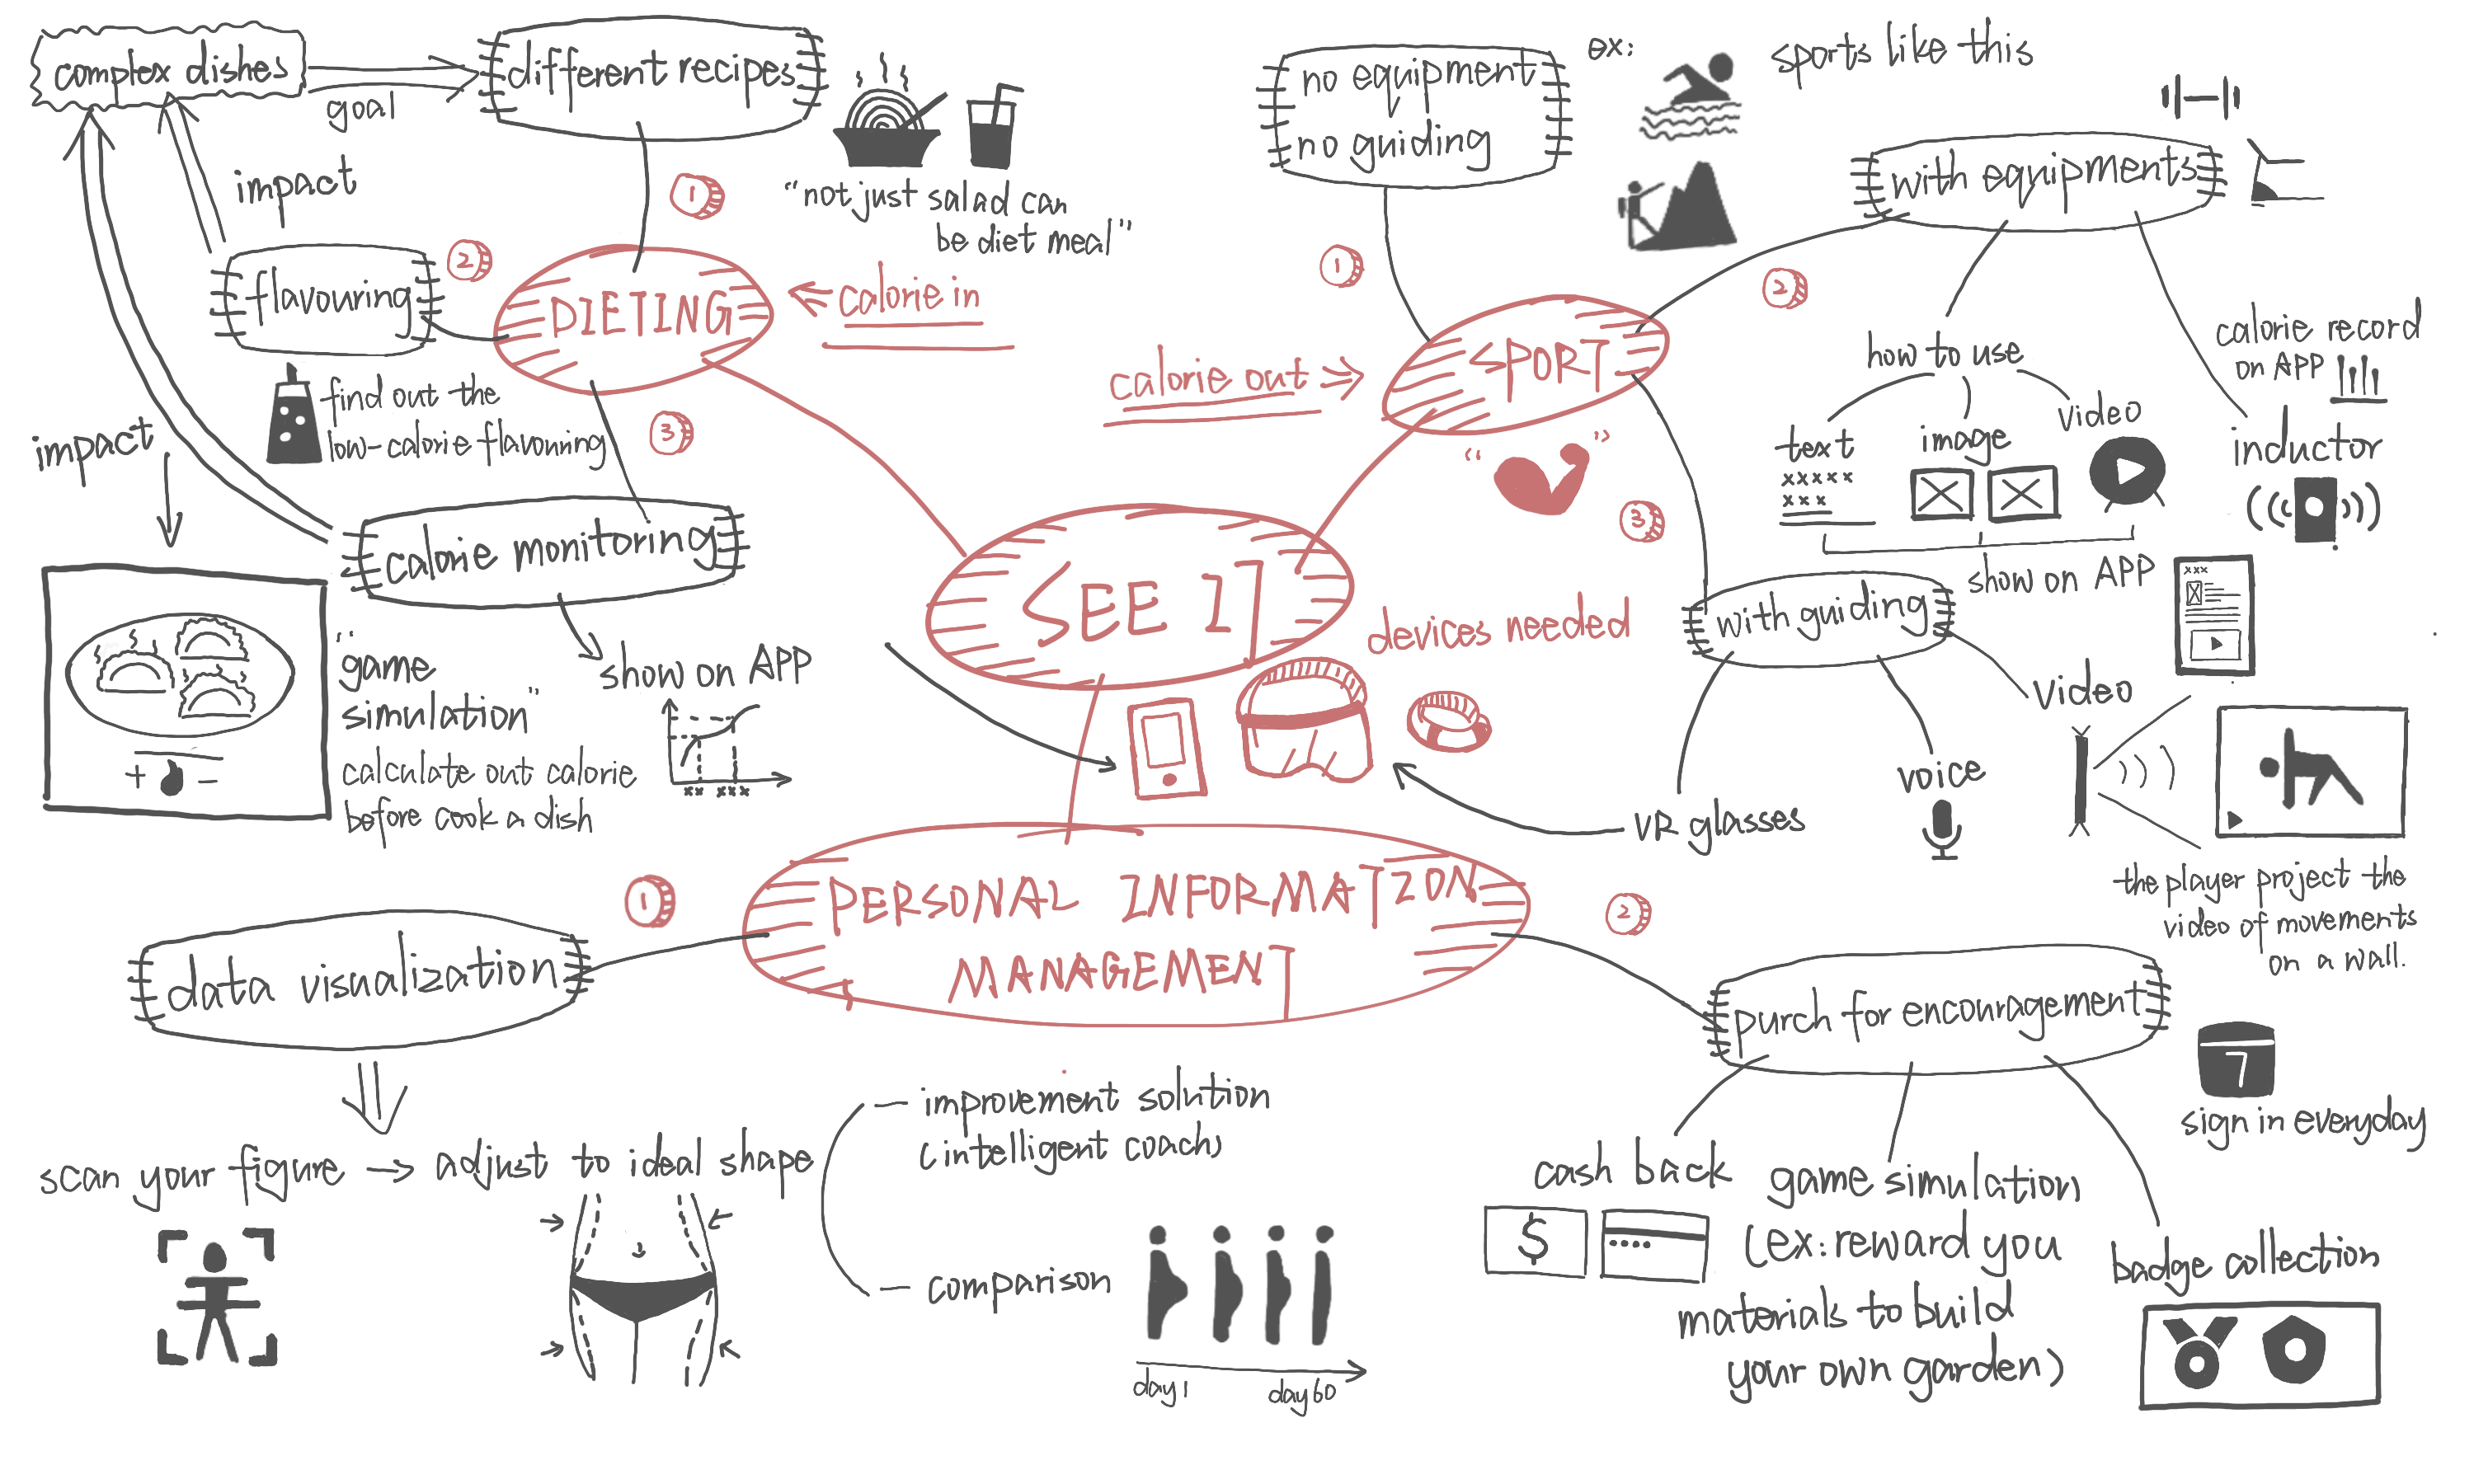 complex dishes
goal
different recipes
"not just salad can
be diet meal"
impact
①
②
flavouring
DIETING
calorie in
③
find out the
low-calorie flavouring
impact
calorie monitoring
"game
simulation"
calculate out calorie
before cook a dish
+ -
show on APP
xx xxx
no equipment
no guiding
ex:
sports like this
with equipments
①
②
SPORT
calorie out
" "
③
how to use
text
xxxxx
xxx
image
video
show on APP
calorie record
on APP
inductor
xxx
SEE IT
devices needed
with guiding
VR glasses
voice
video
the player project the
video of movements
on a wall.
PERSONAL INFORMATION
MANAGEMENT
①
②
data visualization
scan your figure → adjust to ideal shape
improvement solution
(intelligent coach)
comparison
day1
day60
purch for encouragement
7
sign in everyday
cash back
$
game simulation
(ex: reward you
materials to build
your own garden)
badge collection